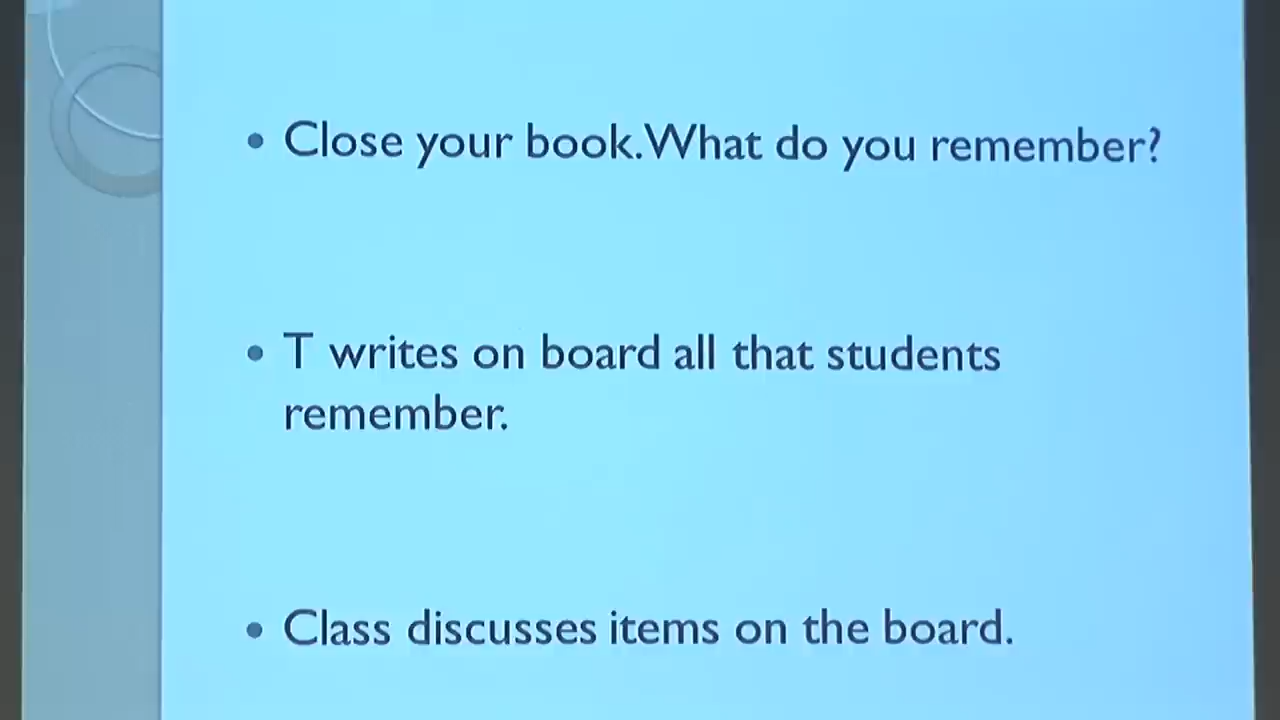 • Close your book.What do you remember?
• T writes on board all that students
remember.
• Class discusses items on the board.